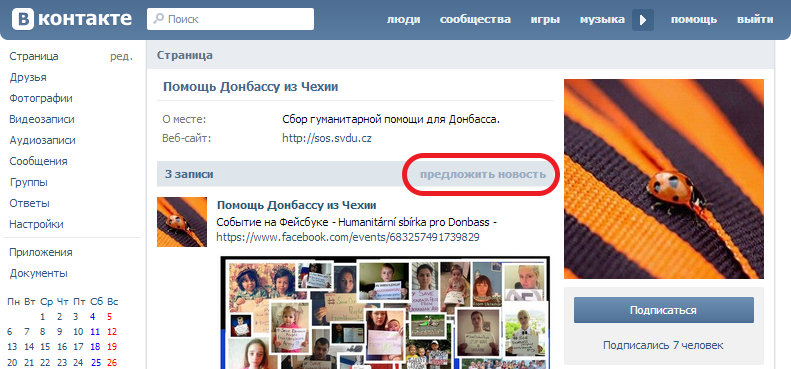 В контакте
Поиск
люди сообщества игры музыка помощь выйти
Страница ред.
Друзья
Фотографии
Видеозаписи
Аудиозаписи
Сообщения
Группы
Ответы
Настройки
Приложения
Документы
Пн Вт Ср Чт Пт Сб Вс
1 2 3 4 5
6 7 8 9 10 11 12
13 14 15 16 17 18 19
20 21 22 23 24 25 26
Страница
Помощь Донбассу из Чехии
О месте: Сбор гуманитарной помощи для Донбасса.
Веб-сайт: http://sos.svdu.cz
3 записи предложить новость
Помощь Донбассу из Чехии
Событие на Фейсбуке - Humanitární sbírka pro Donbass -
https://www.facebook.com/events/683257491739829
Подписаться
Подписались 7 человек